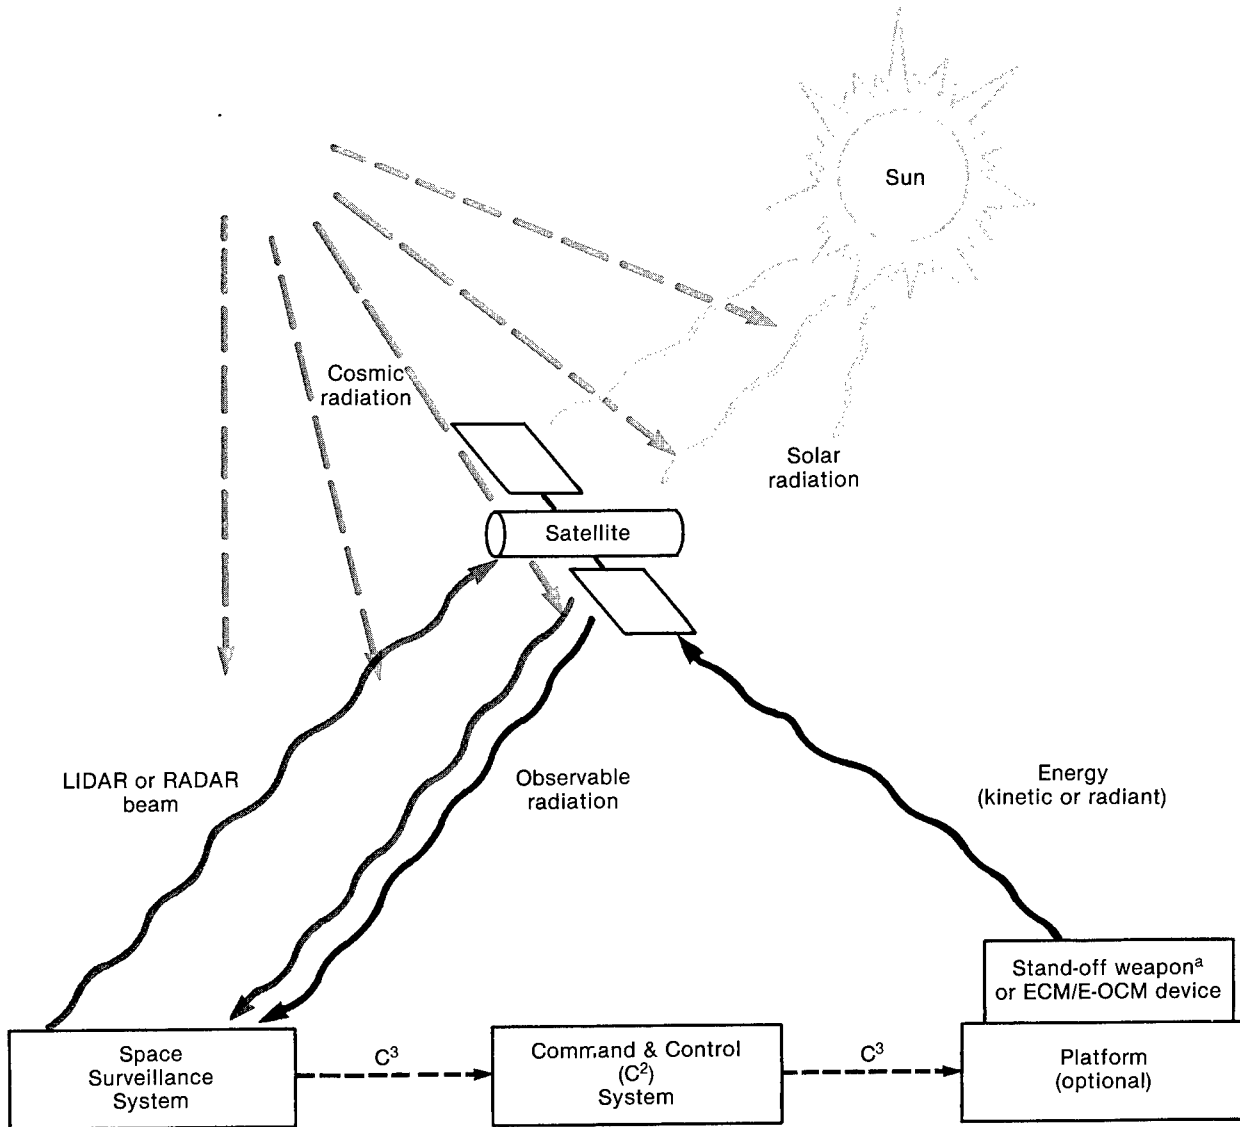 Sun
Cosmic
radiation
Solar
radiation
Satellite
LIDAR or RADAR
beam
Observable
radiation
Energy
(kinetic or radiant)
Stand-off weaponᵃ
or ECM/E-OCM device
Space
Surveillance
System
C³
Command & Control
(C²)
System
C³
Platform
(optional)